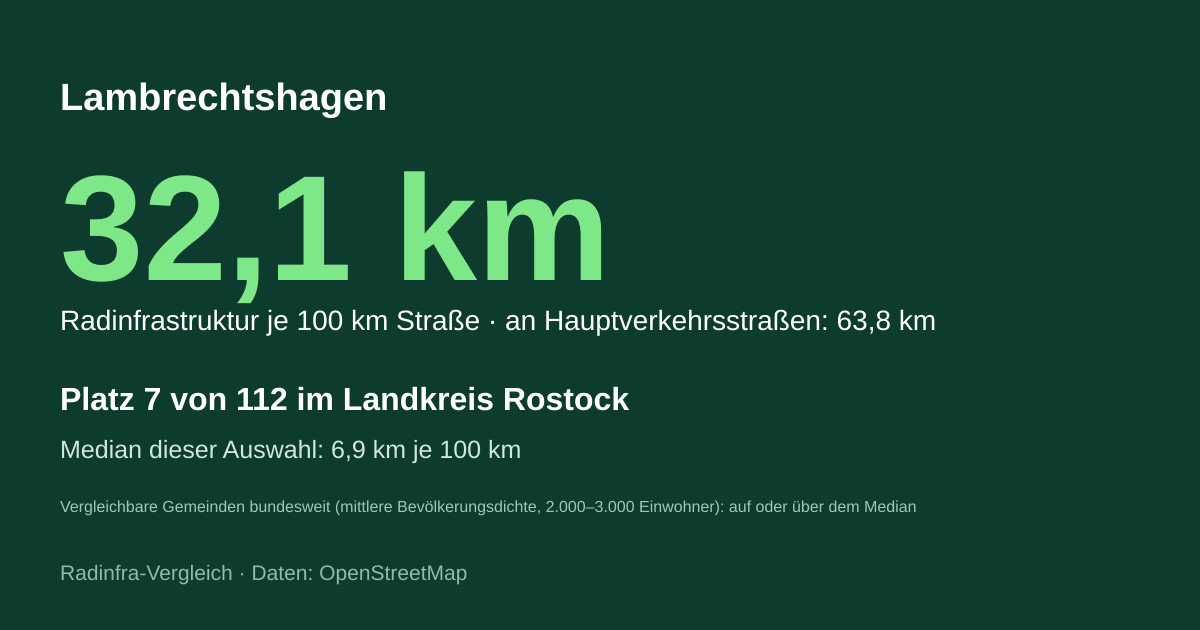 Lambrechtshagen
32,1 km
Radinfrastruktur je 100 km Straße · an Hauptverkehrsstraßen: 63,8 km
Platz 7 von 112 im Landkreis Rostock
Median dieser Auswahl: 6,9 km je 100 km
Vergleichbare Gemeinden bundesweit (mittlere Bevölkerungsdichte, 2.000–3.000 Einwohner): auf oder über dem Median
Radinfra-Vergleich · Daten: OpenStreetMap